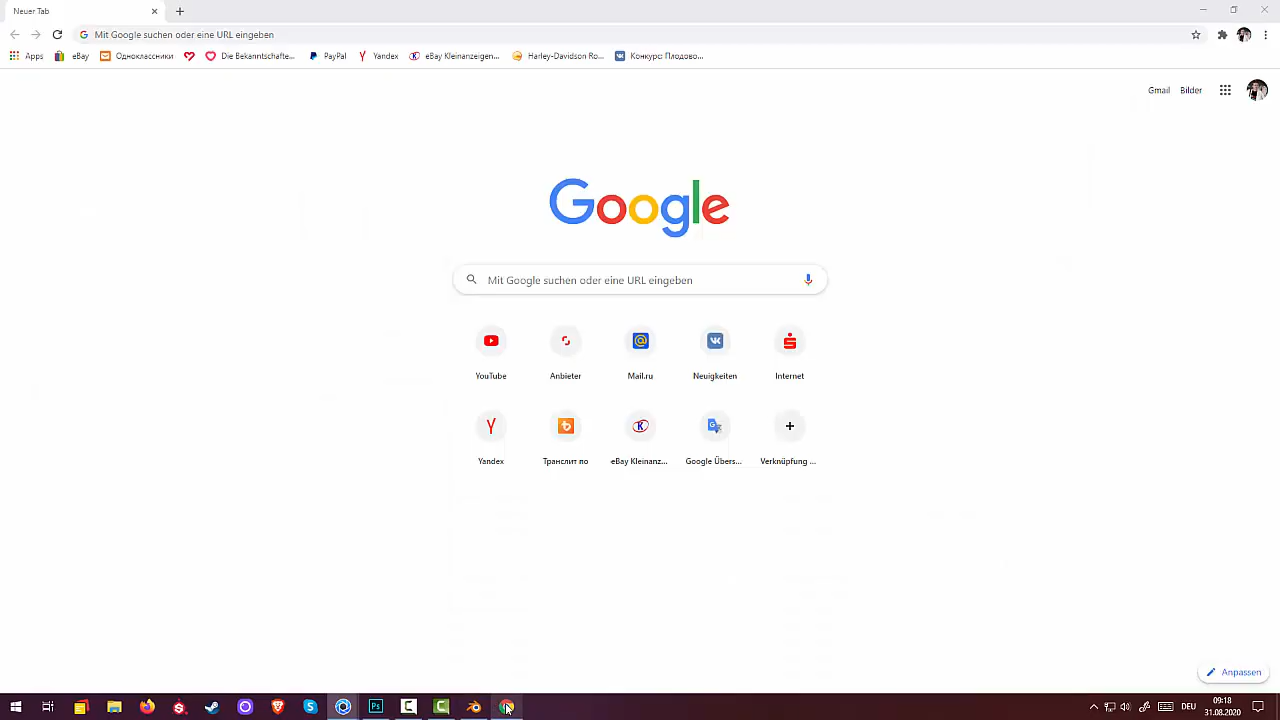 Neuer Tab
Mit Google suchen oder eine URL eingeben
Apps eBay Одноклассники Die Bekanntschafte... PayPal Yandex eBay Kleinanzeigen... Harley-Davidson Ro... Конкурс Плодово...
Gmail Bilder
Google
Mit Google suchen oder eine URL eingeben
YouTube Anbieter Mail.ru Neuigkeiten Internet
Yandex Транслит по eBay Kleinanz... Google Übers... Verknüpfung ...
Anpassen
Ps
DEU
09:18
31.08.2020